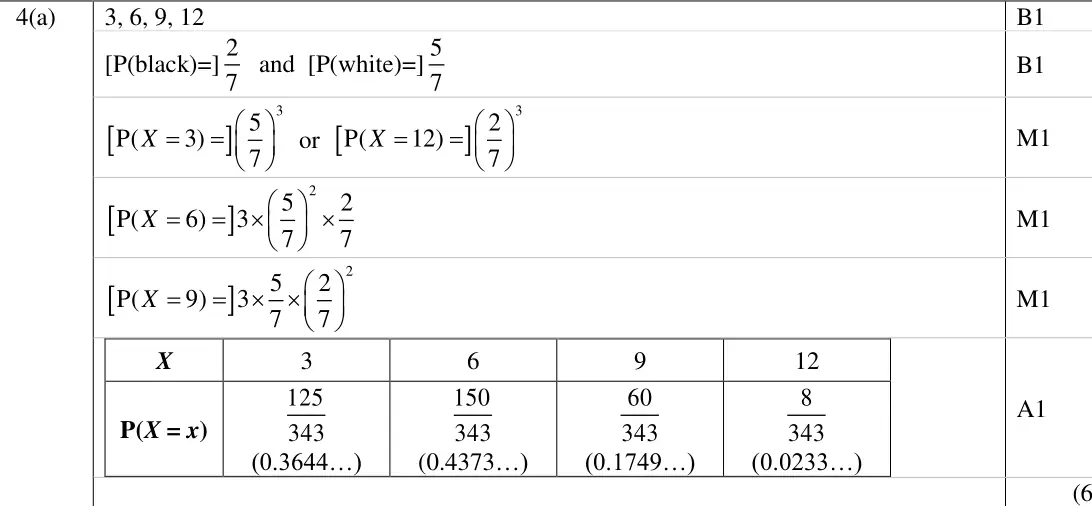 4(a) 3, 6, 9, 12 B1
[P(black)=] 2/7 and [P(white)=] 5/7 B1
[P(X = 3) =] (5/7)³ or [P(X = 12) =] (2/7)³ M1
[P(X = 6) =] 3 × (5/7)² × 2/7 M1
[P(X = 9) =] 3 × 5/7 × (2/7)² M1
X 3 6 9 12
P(X = x) 125/343 150/343 60/343 8/343 A1
(0.3644…) (0.4373…) (0.1749…) (0.0233…)
(6